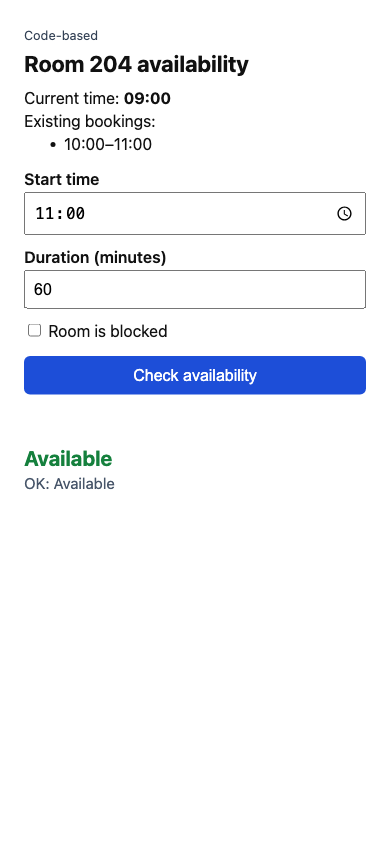 Code-based
Room 204 availability
Current time: 09:00
Existing bookings:
• 10:00–11:00
Start time
11:00
Duration (minutes)
60
Room is blocked
Check availability
Available
OK: Available